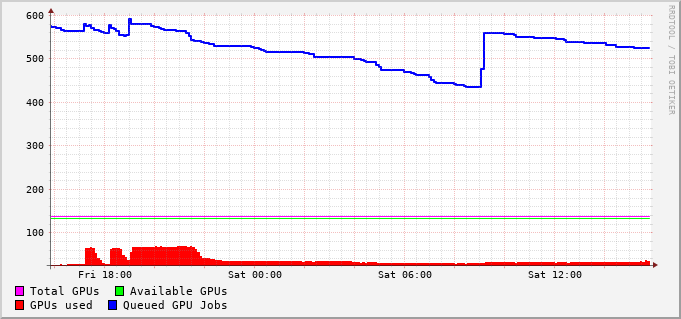 600
500
400
300
200
100
Fri 18:00 Sat 00:00 Sat 06:00 Sat 12:00
Total GPUs Available GPUs
GPUs used Queued GPU Jobs
RRDTOOL / TOBI OETIKER